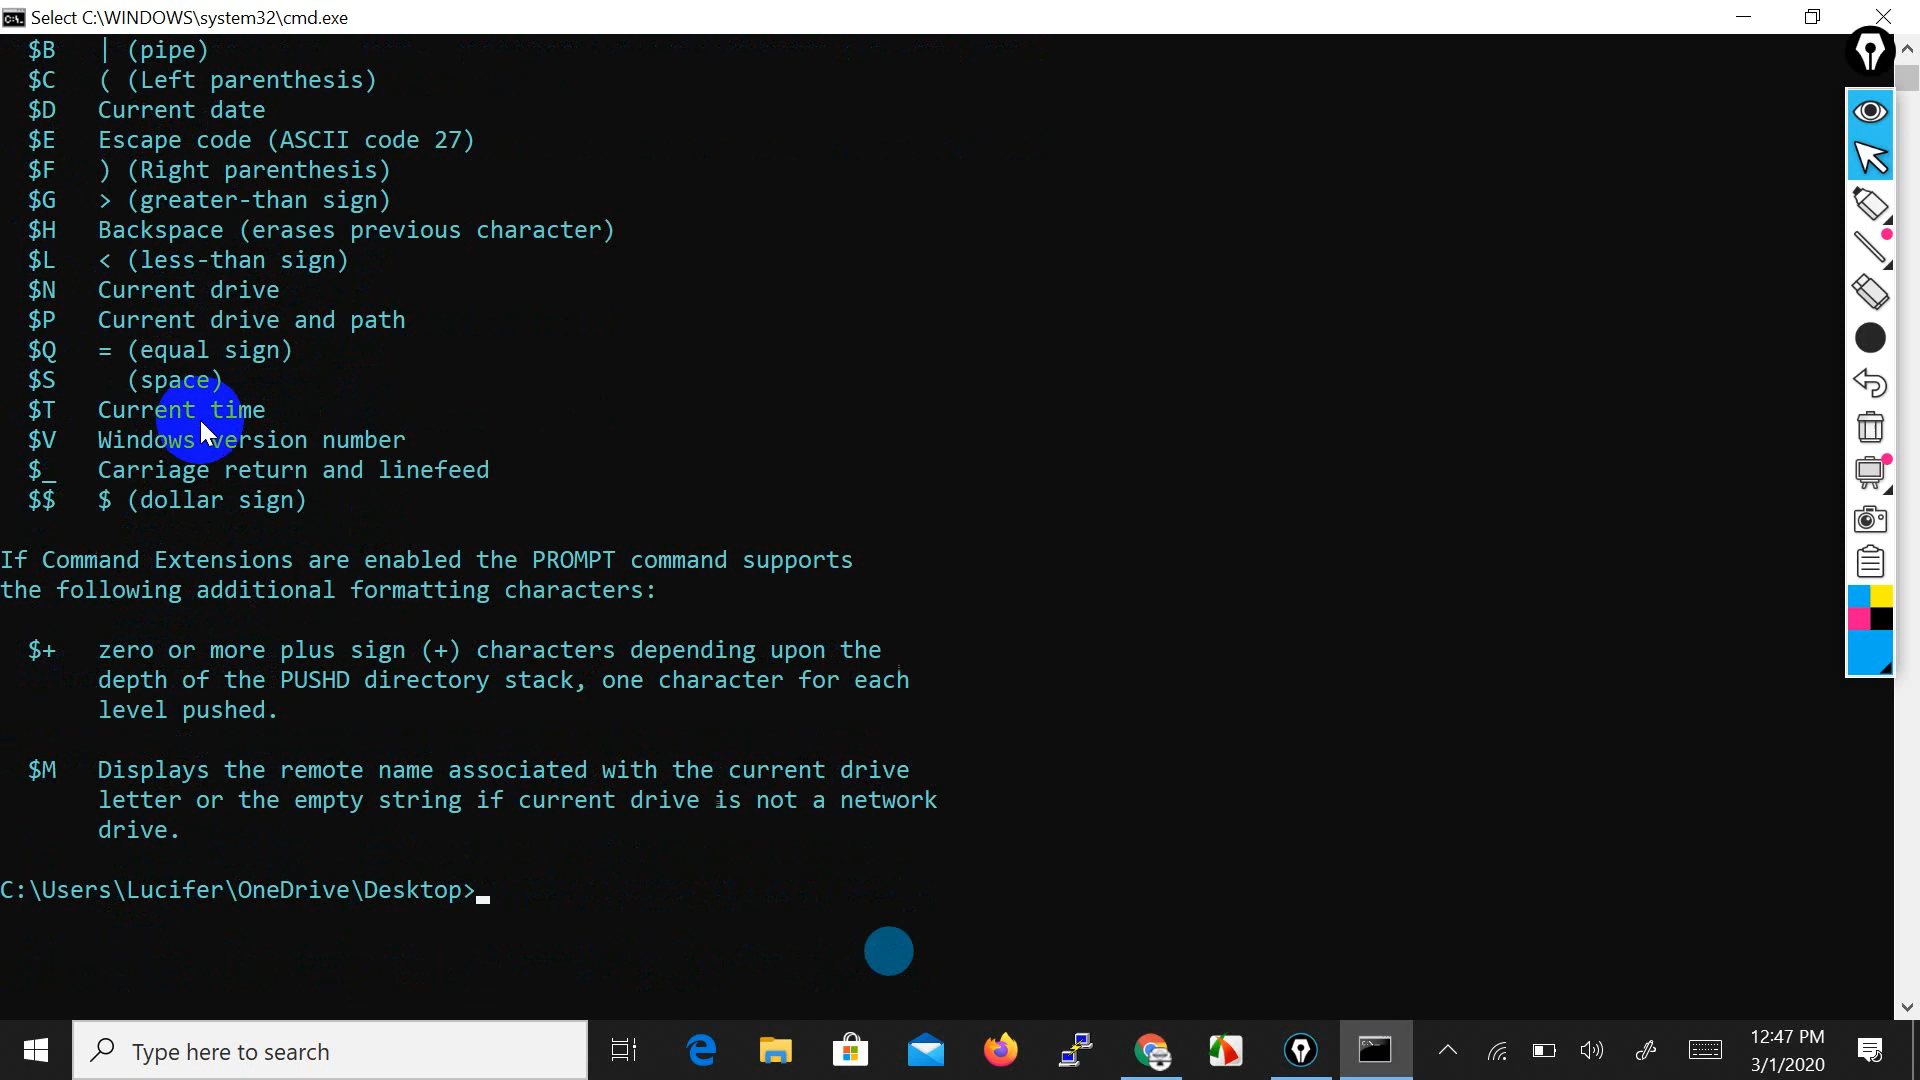 Select C:\WINDOWS\system32\cmd.exe
$B | (pipe)
$C ( (Left parenthesis)
$D Current date
$E Escape code (ASCII code 27)
$F ) (Right parenthesis)
$G > (greater-than sign)
$H Backspace (erases previous character)
$L < (less-than sign)
$N Current drive
$P Current drive and path
$Q = (equal sign)
$S (space)
$T Current time
$V Windows version number
$_ Carriage return and linefeed
$$ $ (dollar sign)
If Command Extensions are enabled the PROMPT command supports
the following additional formatting characters:
$+ zero or more plus sign (+) characters depending upon the
depth of the PUSHD directory stack, one character for each
level pushed.
$M Displays the remote name associated with the current drive
letter or the empty string if current drive is not a network
drive.
C:\Users\Lucifer\OneDrive\Desktop>
Type here to search
12:47 PM
3/1/2020